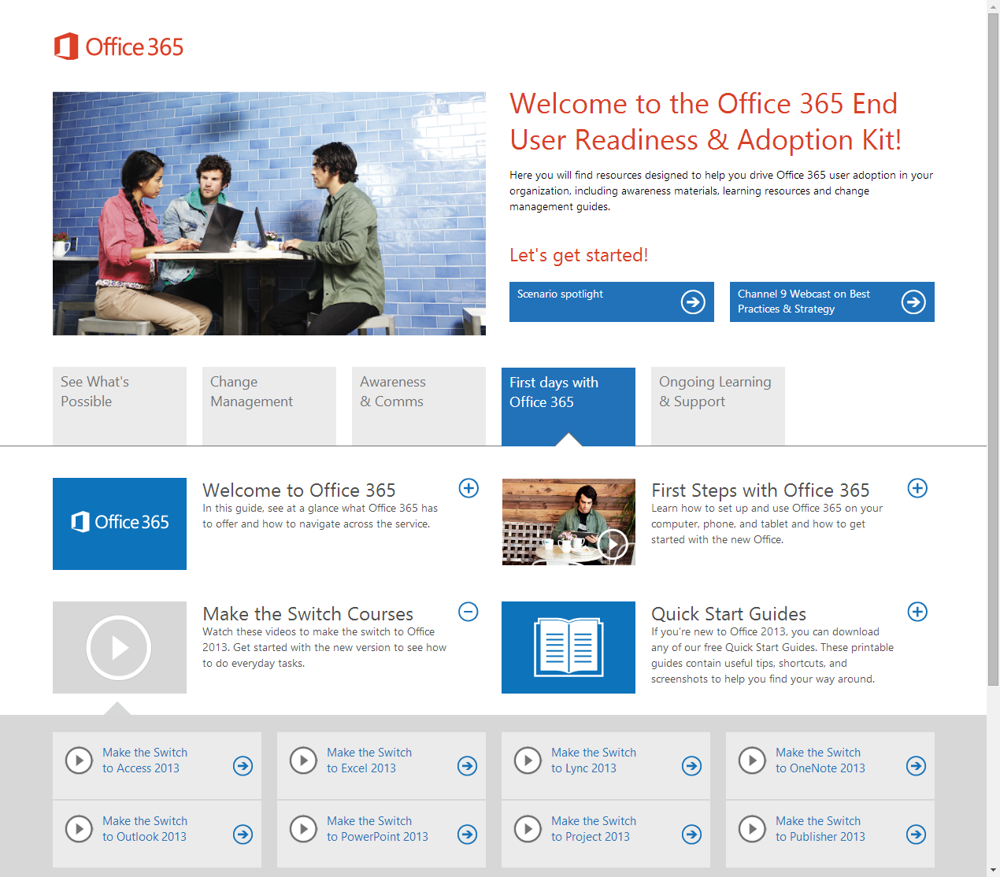 Office 365
Welcome to the Office 365 End
User Readiness & Adoption Kit!
Here you will find resources designed to help you drive Office 365 user adoption in your
organization, including awareness materials, learning resources and change
management guides.
Let's get started!
Scenario spotlight
Channel 9 Webcast on Best
Practices & Strategy
See What's
Possible
Change
Management
Awareness
& Comms
First days with
Office 365
Ongoing Learning
& Support
Office 365
Welcome to Office 365
In this guide, see at a glance what Office 365 has
to offer and how to navigate across the service.
First Steps with Office 365
Learn how to set up and use Office 365 on your
computer, phone, and tablet and how to get
started with the new Office.
Make the Switch Courses
Watch these videos to make the switch to Office
2013. Get started with the new version to see how
to do everyday tasks.
Quick Start Guides
If you're new to Office 2013, you can download
any of our free Quick Start Guides. These printable
guides contain useful tips, shortcuts, and
screenshots to help you find your way around.
Make the Switch
to Access 2013
Make the Switch
to Excel 2013
Make the Switch
to Lync 2013
Make the Switch
to OneNote 2013
Make the Switch
to Outlook 2013
Make the Switch
to PowerPoint 2013
Make the Switch
to Project 2013
Make the Switch
to Publisher 2013